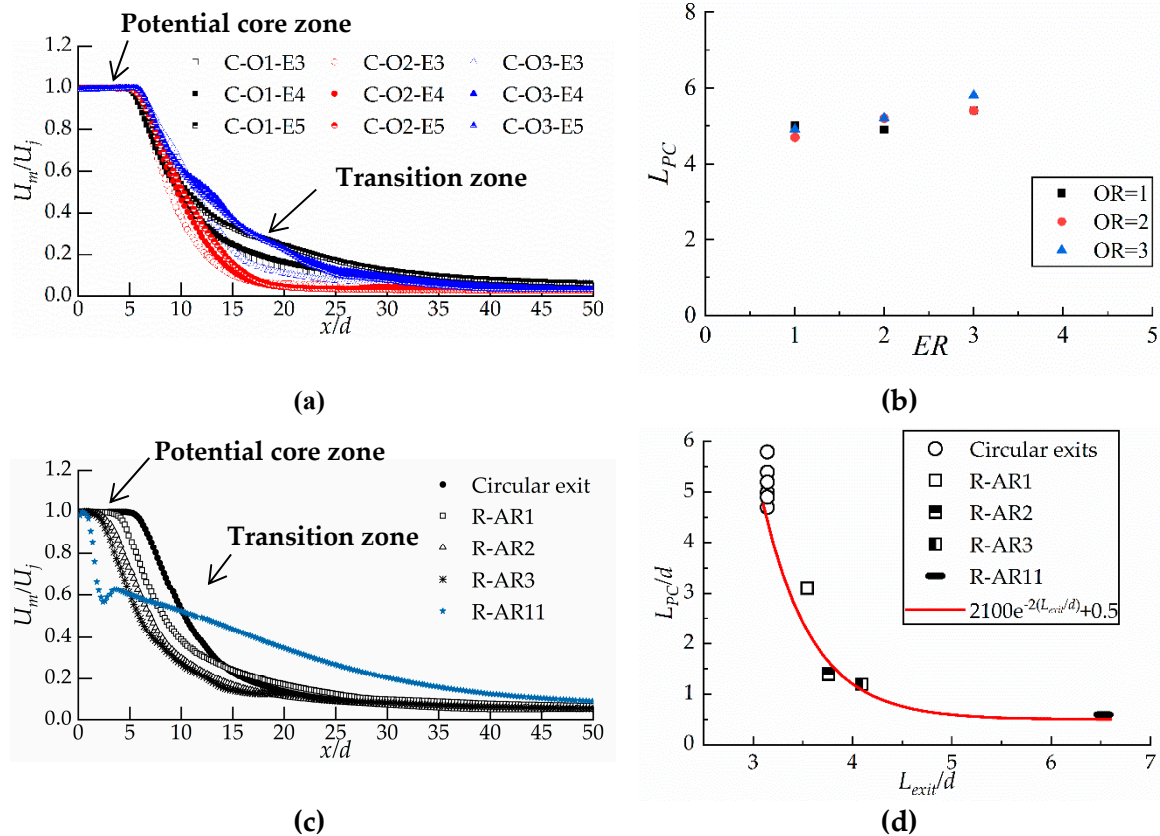 Potential core zone
1.2
1.0
0.8
0.6
0.4
0.2
0.0
U_m/U_j
C-O1-E3 C-O2-E3 C-O3-E3
C-O1-E4 C-O2-E4 C-O3-E4
C-O1-E5 C-O2-E5 C-O3-E5
Transition zone
0 5 10 15 20 25 30 35 40 45 50
x/d
(a)
8
6
4
2
0
L_PC
OR=1
OR=2
OR=3
0 1 2 3 4 5
ER
(b)
Potential core zone
1.2
1.0
0.8
0.6
0.4
0.2
0.0
U_m/U_j
Circular exit
R-AR1
R-AR2
R-AR3
R-AR11
Transition zone
0 5 10 15 20 25 30 35 40 45 50
x/d
(c)
6
5
4
3
2
1
0
L_PC/d
Circular exits
R-AR1
R-AR2
R-AR3
R-AR11
2100e^-2(L_exit/d)+0.5
3 4 5 6 7
L_exit/d
(d)